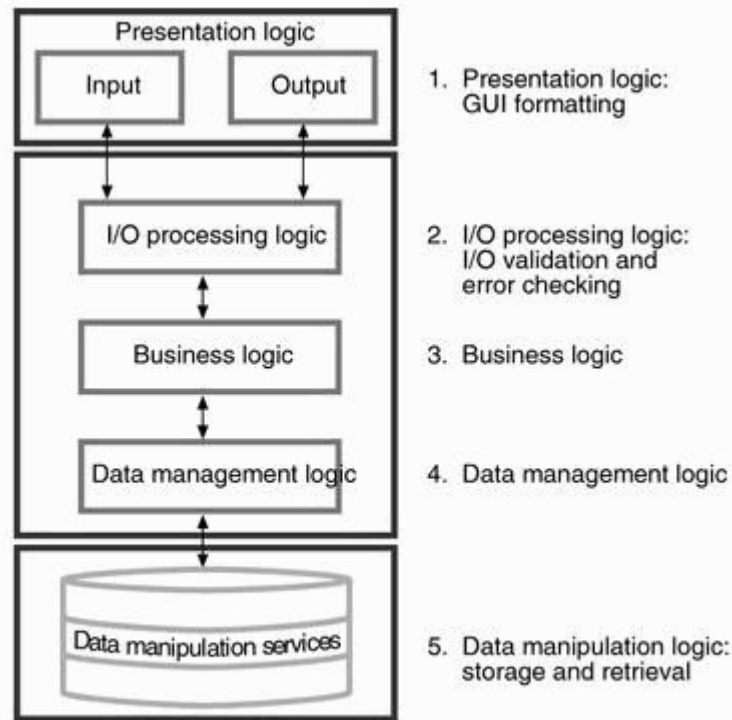 Presentation logic
Input
Output
1. Presentation logic:
GUI formatting
I/O processing logic
2. I/O processing logic:
I/O validation and
error checking
Business logic
3. Business logic
Data management logic
4. Data management logic
Data manipulation services
5. Data manipulation logic:
storage and retrieval